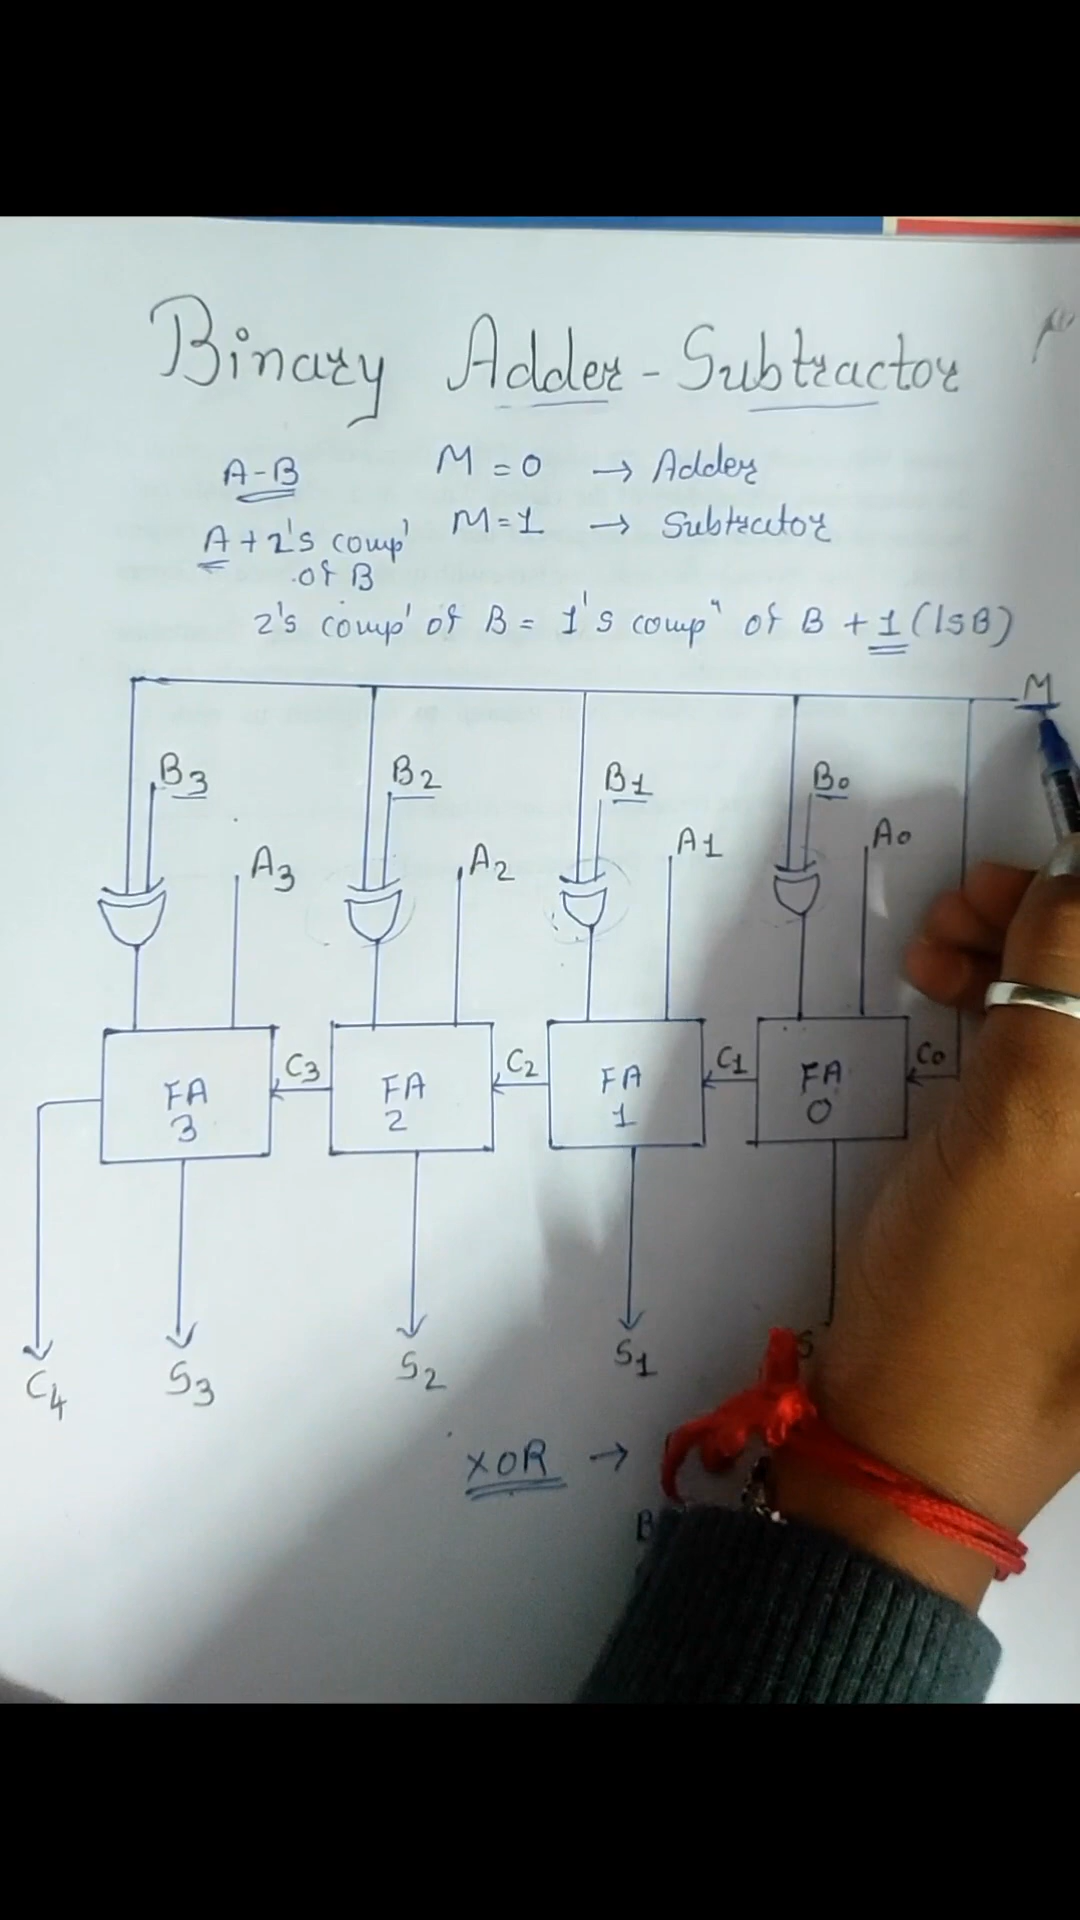 Binary Adder-Subtractor
A-B M=0 → Adder
A+2's comp' M=1 → Subtrator
of B
2's comp' of B = 1's comp" of B + 1 (lSB)
M
B3 B2 B1 B0
A3 A2 A1 A0
C3 C2 C1 C0
FA FA FA FA
3 2 1 0
C4 S3 S2 S1 S
XOR →
B